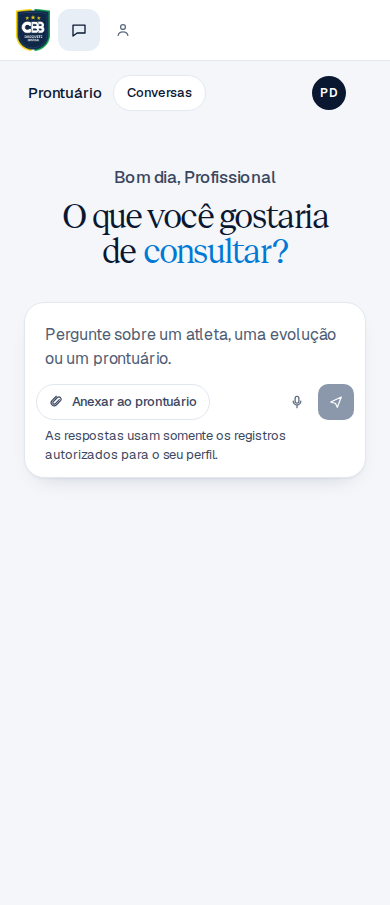 CBB
Prontuário
Conversas
PD
Bom dia, Profissional
O que você gostaria
de consultar?
Pergunte sobre um atleta, uma evolução
ou um prontuário.
Anexar ao prontuário
As respostas usam somente os registros
autorizados para o seu perfil.